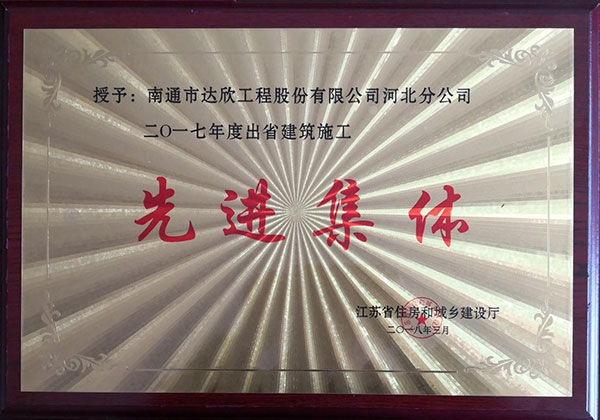 授予：南通市达欣工程股份有限公司河北分公司
二〇一七年度出省建筑施工
先进集体
江苏省住房和城乡建设厅
二〇一八年三月